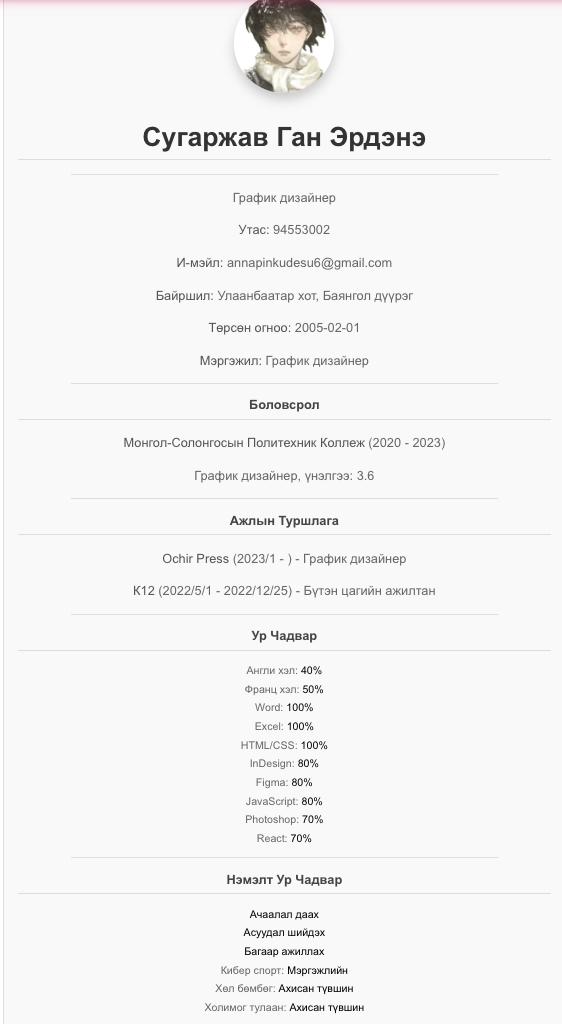 Сугаржав Ган Эрдэнэ
График дизайнер
Утас: 94553002
И-мэйл: annapinkudesu6@gmail.com
Байршил: Улаанбаатар хот, Баянгол дүүрэг
Төрсөн огноо: 2005-02-01
Мэргэжил: График дизайнер
Боловсрол
Монгол-Солонгосын Политехник Коллеж (2020 - 2023)
График дизайнер, үнэлгээ: 3.6
Ажлын Туршлага
Ochir Press (2023/1 - ) - График дизайнер
К12 (2022/5/1 - 2022/12/25) - Бүтэн цагийн ажилтан
Ур Чадвар
Англи хэл: 40%
Франц хэл: 50%
Word: 100%
Excel: 100%
HTML/CSS: 100%
InDesign: 80%
Figma: 80%
JavaScript: 80%
Photoshop: 70%
React: 70%
Нэмэлт Ур Чадвар
Ачаалал даах
Асуудал шийдэх
Багаар ажиллах
Кибер спорт: Мэргэжлийн
Хөл бөмбөг: Ахисан түвшин
Холимог тулаан: Ахисан түвшин